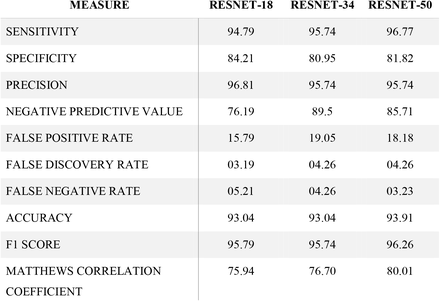 MEASURE RESNET-18 RESNET-34 RESNET-50
SENSITIVITY 94.79 95.74 96.77
SPECIFICITY 84.21 80.95 81.82
PRECISION 96.81 95.74 95.74
NEGATIVE PREDICTIVE VALUE 76.19 89.5 85.71
FALSE POSITIVE RATE 15.79 19.05 18.18
FALSE DISCOVERY RATE 03.19 04.26 04.26
FALSE NEGATIVE RATE 05.21 04.26 03.23
ACCURACY 93.04 93.04 93.91
F1 SCORE 95.79 95.74 96.26
MATTHEWS CORRELATION 75.94 76.70 80.01
COEFFICIENT